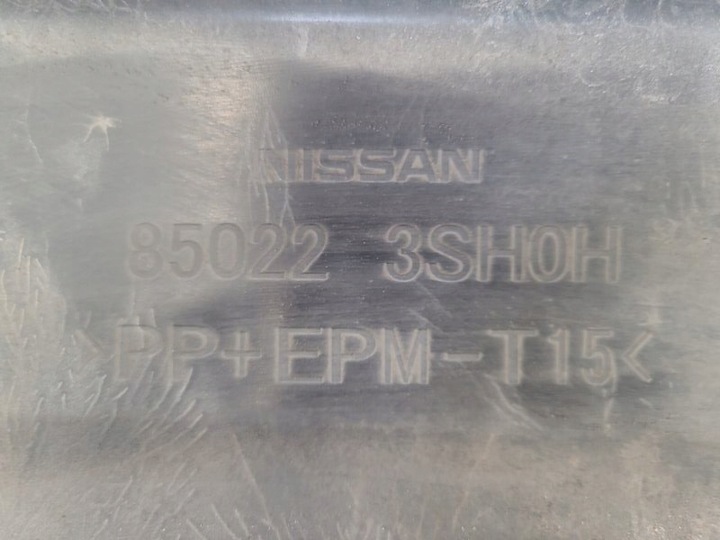 NISSAN
85022 3SH0H
>PP+EPM-T15<